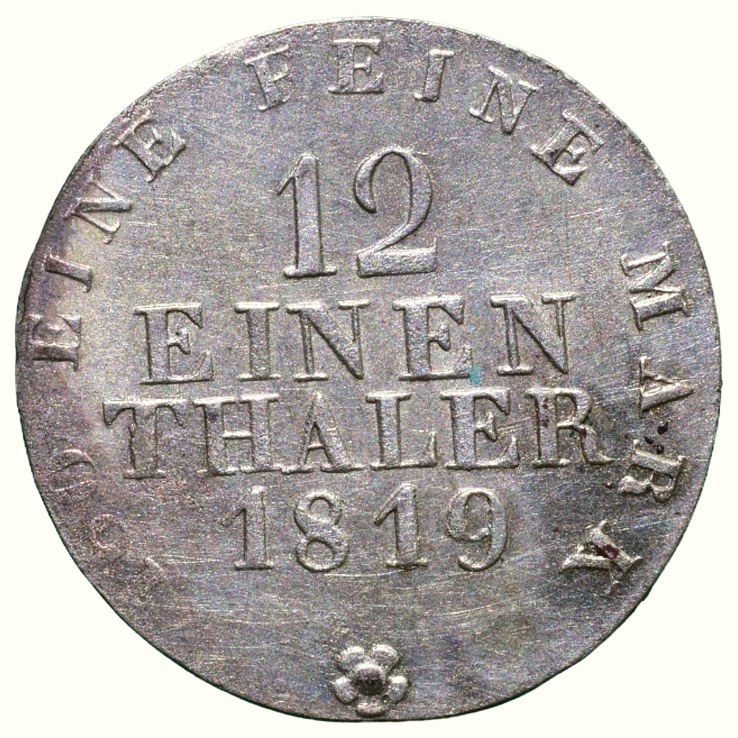 EINE FEINE MARK
12
EINEN
THALER
1819